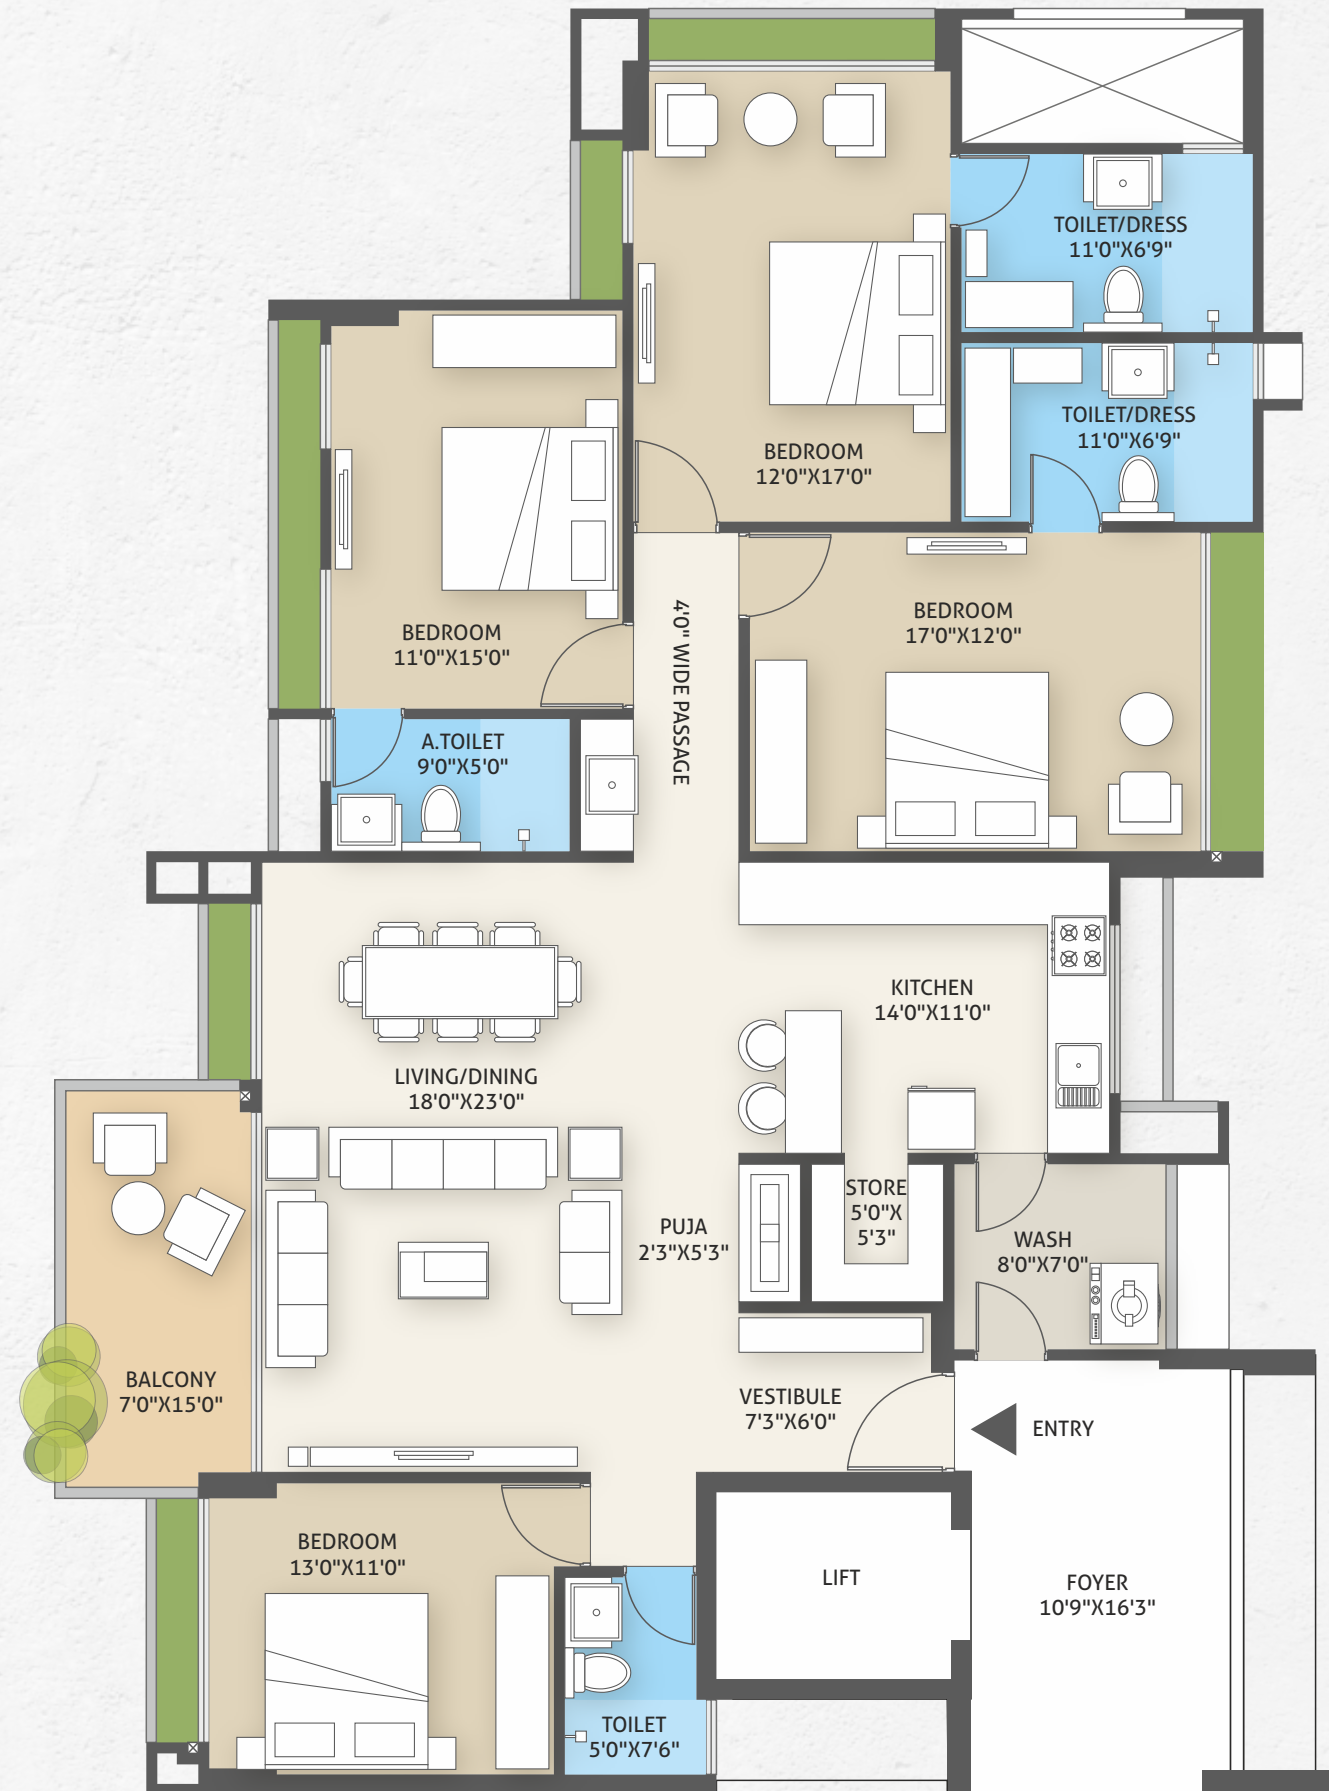 TOILET/DRESS
11'0"X6'9"
TOILET/DRESS
11'0"X6'9"
BEDROOM
12'0"X17'0"
BEDROOM
11'0"X15'0"
4'0" WIDE PASSAGE
BEDROOM
17'0"X12'0"
A.TOILET
9'0"X5'0"
KITCHEN
14'0"X11'0"
LIVING/DINING
18'0"X23'0"
STORE
5'0"X
5'3"
PUJA
2'3"X5'3"
WASH
8'0"X7'0"
BALCONY
7'0"X15'0"
VESTIBULE
7'3"X6'0"
ENTRY
BEDROOM
13'0"X11'0"
LIFT
FOYER
10'9"X16'3"
TOILET
5'0"X7'6"